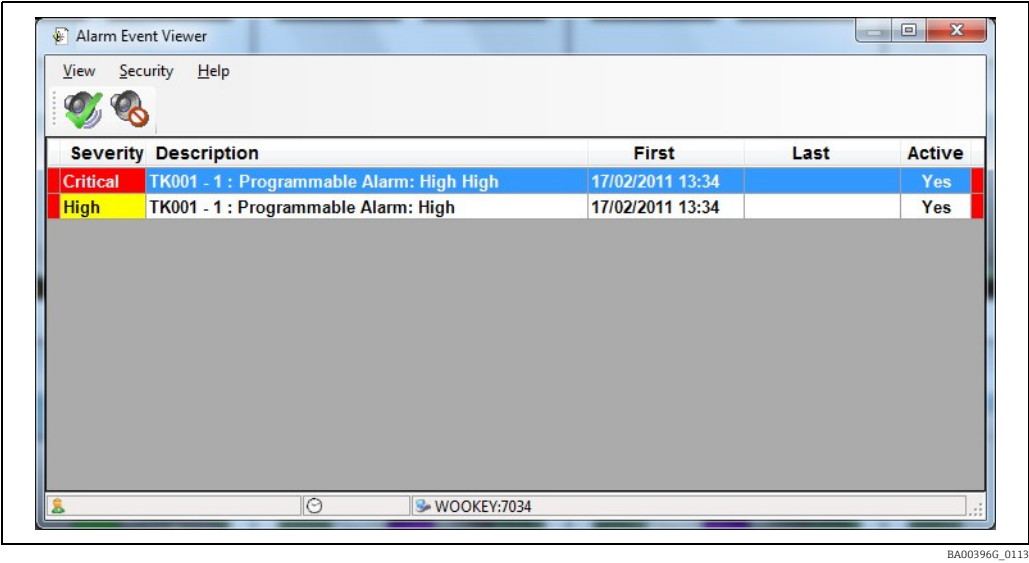 Alarm Event Viewer
View Security Help
Severity Description First Last Active
Critical TK001 - 1 : Programmable Alarm: High High 17/02/2011 13:34 Yes
High TK001 - 1 : Programmable Alarm: High 17/02/2011 13:34 Yes
WOOKEY:7034
BA00396G_0113